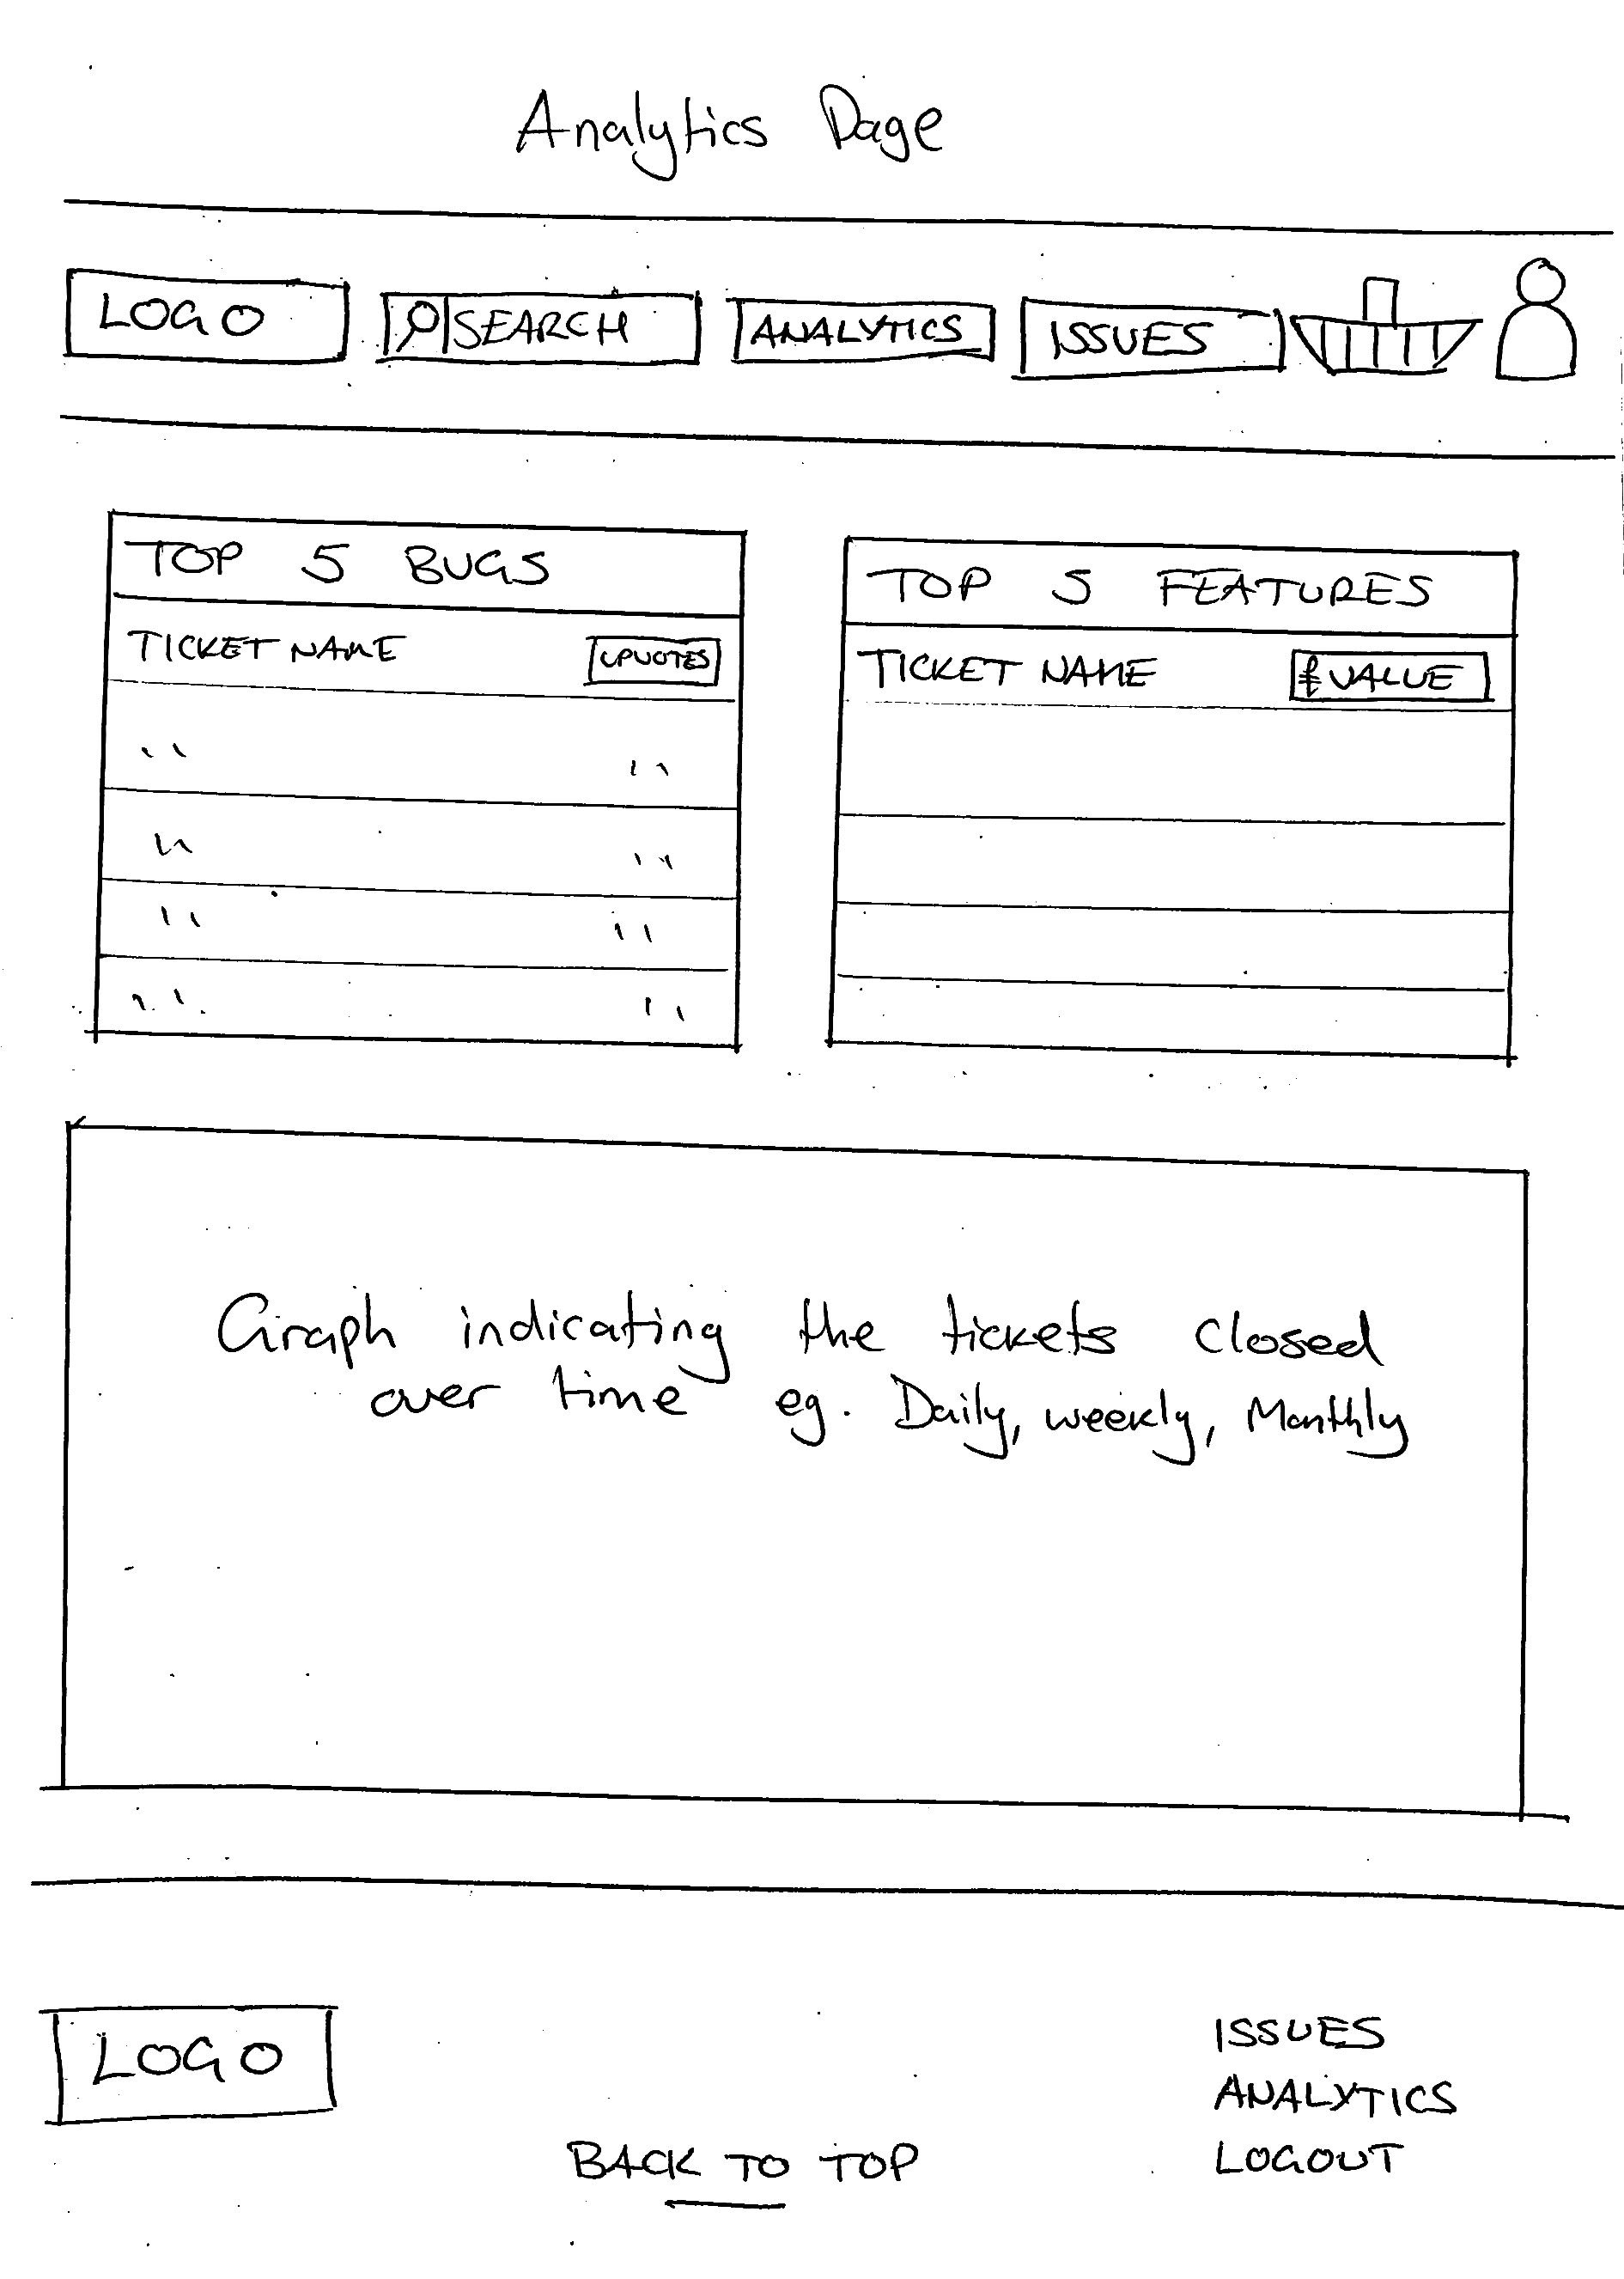 Analytics Page
LOGO SEARCH ANALYTICS ISSUES
TOP 5 BUGS
TICKET NAME UPVOTES
" "
" "
" "
" "
TOP 5 FEATURES
TICKET NAME £ VALUE
Graph indicating the tickets closed
over time eg. Daily, weekly, Monthly
LOGO
BACK TO TOP
ISSUES
ANALYTICS
LOGOUT